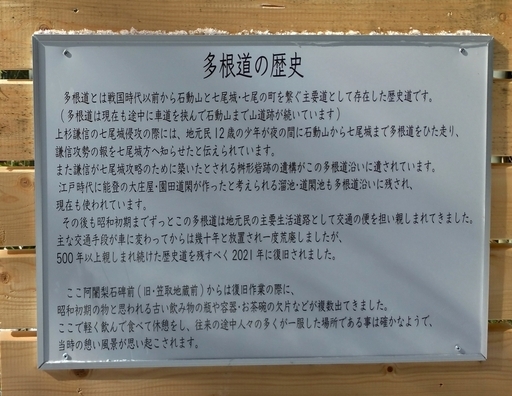 多根道の歴史
多根道とは戦国時代以前から石動山と七尾城・七尾の町を繋ぐ主要道として存在した歴史道です。
(多根道は現在も途中に車道を挟んで石動山まで山道跡が続いています)
上杉謙信の七尾城侵攻の際には、地元民12歳の少年が夜の間に石動山から七尾城まで多根道をひた走り、
謙信攻勢の報を七尾城方へ知らせたと伝えられています。
また謙信が七尾城攻略のために築いたとされる桝形砦跡の遺構がこの多根道沿いに遺されています。
江戸時代に能登の大庄屋・園田道閑が作ったと考えられる溜池・道閑池も多根道沿いに残され、
現在も使われています。
その後も昭和初期までずっとこの多根道は地元民の主要生活道路として交通の便を担い親しまれてきました。
主な交通手段が車に変わってからは幾十年と放置され一度荒廃しましたが、
500年以上親しまれ続けた歴史道を残すべく2021年に復旧されました。
ここ阿闍梨石碑前(旧・笠取地蔵前)からは復旧作業の際に、
昭和初期の物と思われる古い飲み物の瓶や容器・お茶碗の欠片などが複数出てきました。
ここで軽く飲んで食べて休憩をし、往来の途中人々の多くが一服した場所である事は確かなようで、
当時の憩い風景が思い起こされます。